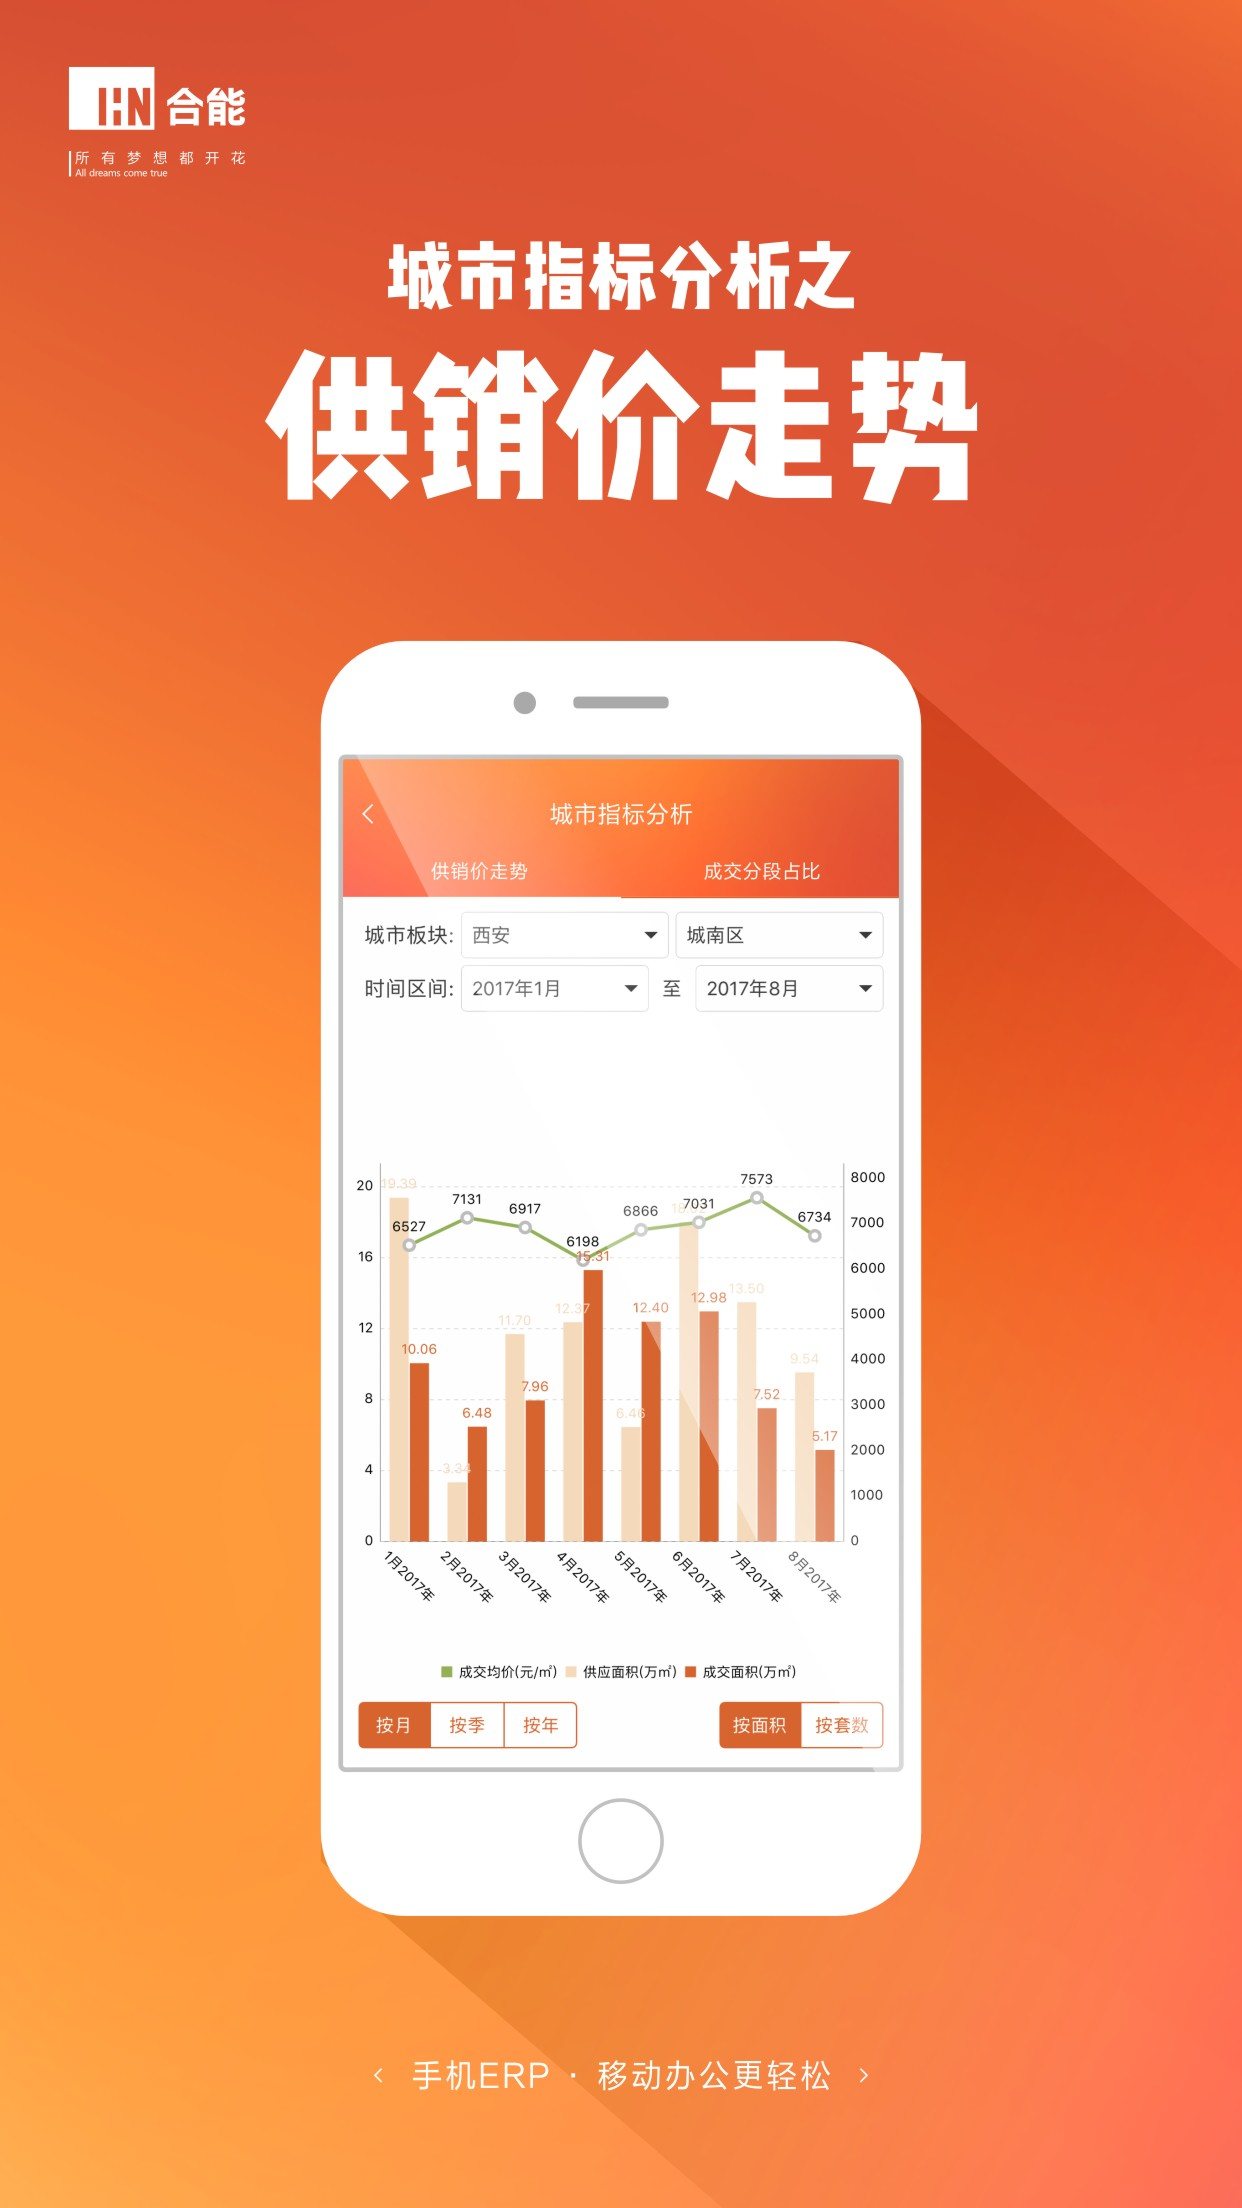 IHN 合能
所有梦想都开花
All dreams come true
城市指标分析之
供销价走势
城市指标分析
供销价走势 成交分段占比
城市板块: 西安 城南区
时间区间: 2017年1月 至 2017年8月
20 16 12 8 4 0
8000 7000 6000 5000 4000 3000 2000 1000 0
6527 7131 6917 6198 6866 7031 7573 6734
19.39 3.34 11.70 12.37 6.46 13.50 9.54
10.06 6.48 7.96 15.31 12.40 12.98 7.52 5.17
1月2017年 2月2017年 3月2017年 4月2017年 5月2017年 6月2017年 7月2017年 8月2017年
成交均价(元/㎡) 供应面积(万㎡) 成交面积(万㎡)
按月 按季 按年 按面积 按套数
手机ERP · 移动办公更轻松